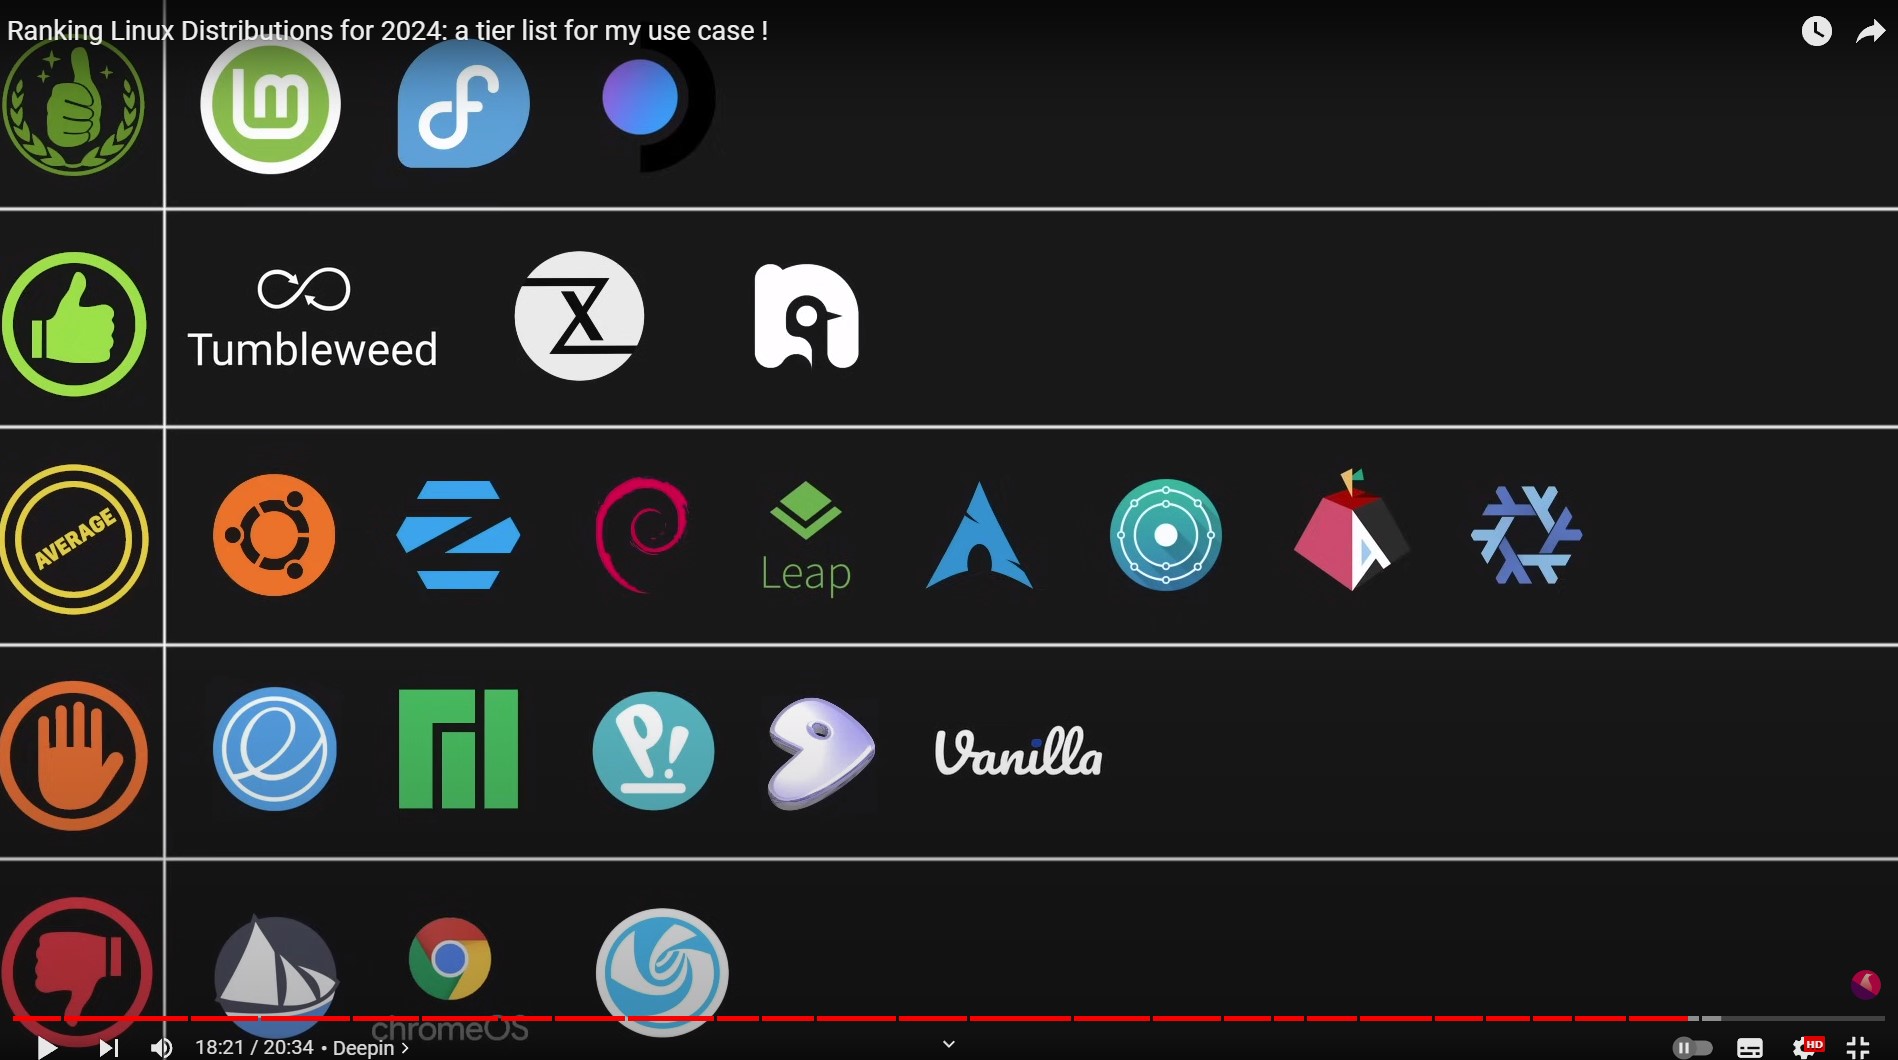 Ranking Linux Distributions for 2024: a tier list for my use case !
Tumbleweed
AVERAGE
Leap
Vanilla
chromeOS
18:21 / 20:34 • Deepin ›
HD